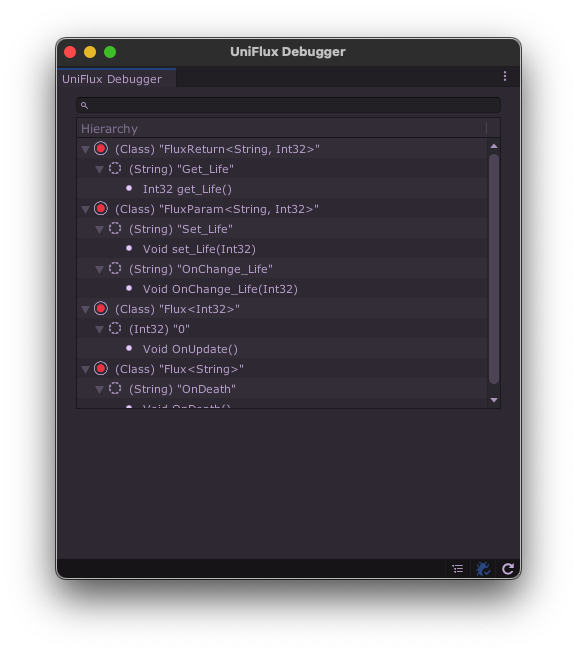 UniFlux Debugger
UniFlux Debugger
Hierarchy
(Class) "FluxReturn<String, Int32>"
(String) "Get_Life"
Int32 get_Life()
(Class) "FluxParam<String, Int32>"
(String) "Set_Life"
Void set_Life(Int32)
(String) "OnChange_Life"
Void OnChange_Life(Int32)
(Class) "Flux<Int32>"
(Int32) "0"
Void OnUpdate()
(Class) "Flux<String>"
(String) "OnDeath"
Void OnDeath()